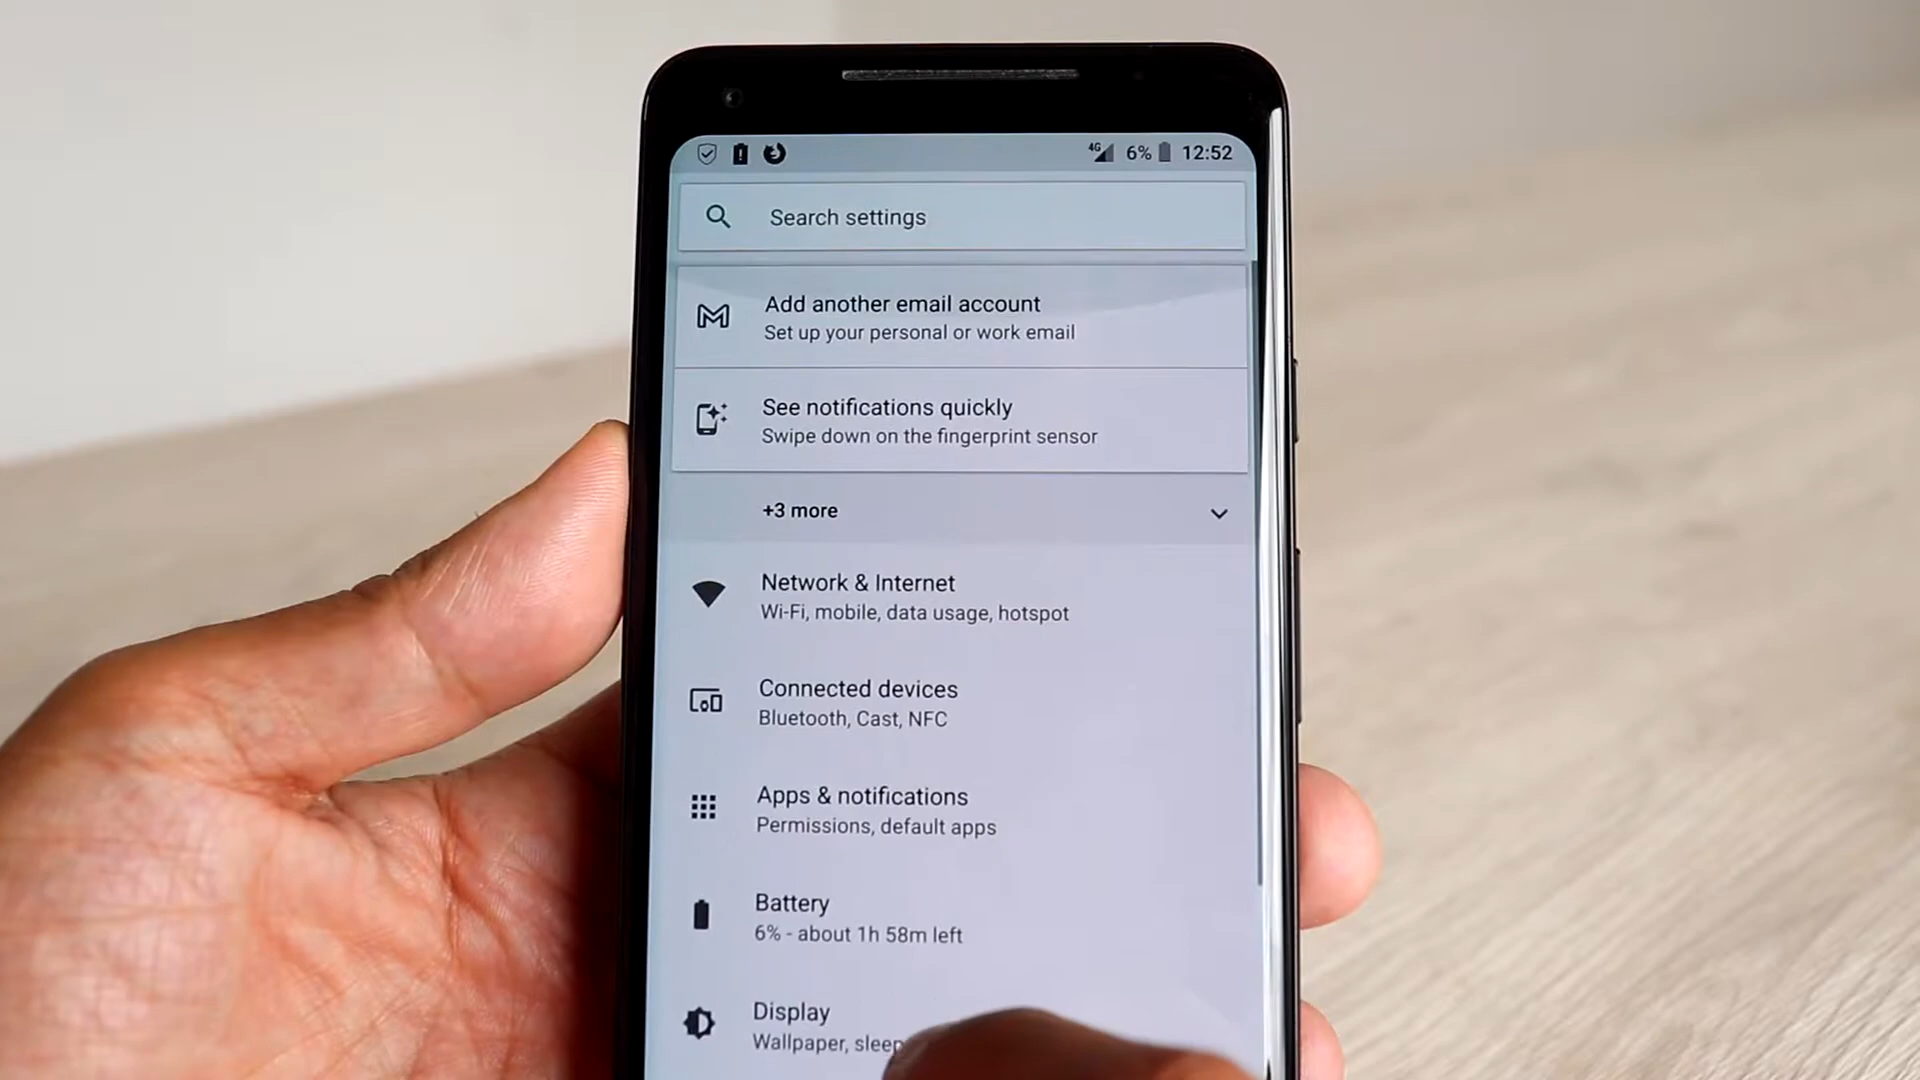 4G 6% 12:52
Search settings
Add another email account
Set up your personal or work email
See notifications quickly
Swipe down on the fingerprint sensor
+3 more
Network & Internet
Wi-Fi, mobile, data usage, hotspot
Connected devices
Bluetooth, Cast, NFC
Apps & notifications
Permissions, default apps
Battery
6% - about 1h 58m left
Display
Wallpaper, sleep